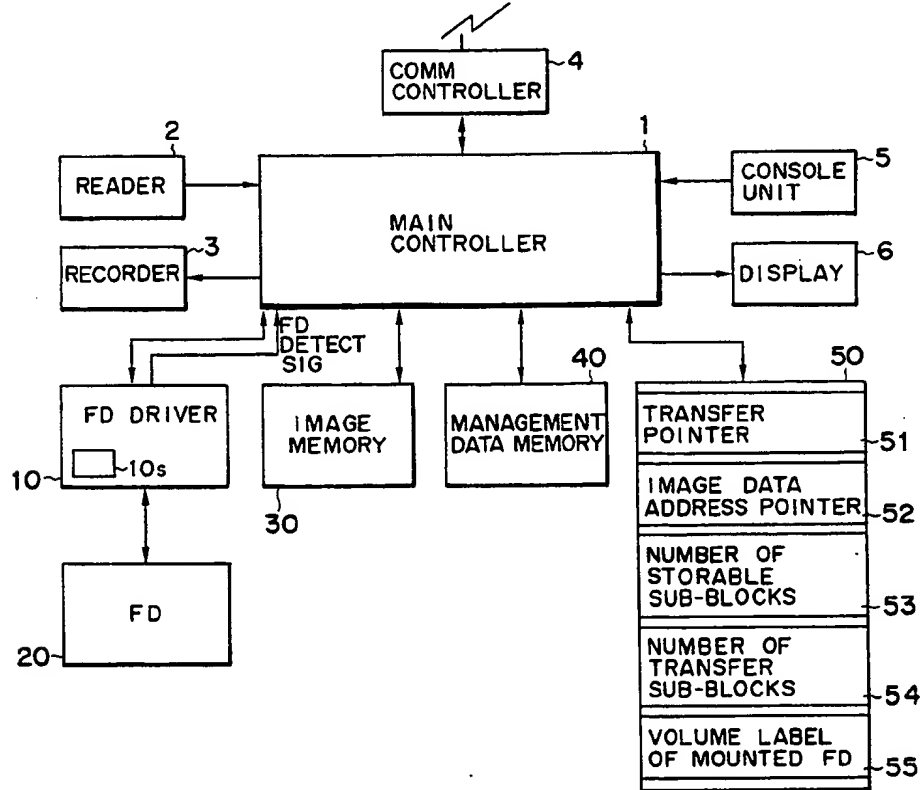 COMM
CONTROLLER
4
1
2
READER
MAIN
CONTROLLER
5
CONSOLE
UNIT
3
RECORDER
6
DISPLAY
FD
DETECT
SIG
FD DRIVER
10s
10
IMAGE
MEMORY
30
40
MANAGEMENT
DATA MEMORY
50
TRANSFER
POINTER
51
IMAGE DATA
ADDRESS POINTER
52
NUMBER OF
STORABLE
SUB-BLOCKS
53
NUMBER OF
TRANSFER
SUB-BLOCKS
54
VOLUME LABEL
OF MOUNTED FD
55
FD
20